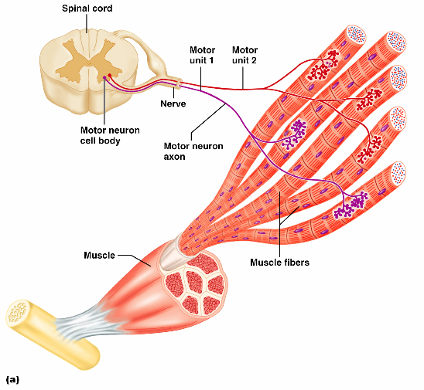 Spinal cord
Motor
unit 1
Motor
unit 2
Nerve
Motor neuron
cell body
Motor neuron
axon
Muscle
Muscle fibers
(a)